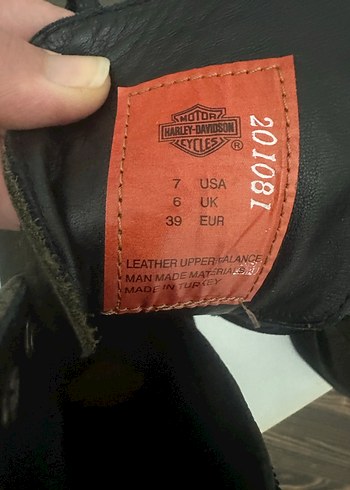 MOTOR
HARLEY-DAVIDSON
CYCLES
®
7 USA
6 UK
39 EUR
LEATHER UPPER BALANCE
MAN MADE MATERIALS
MADE IN TURKEY
201081